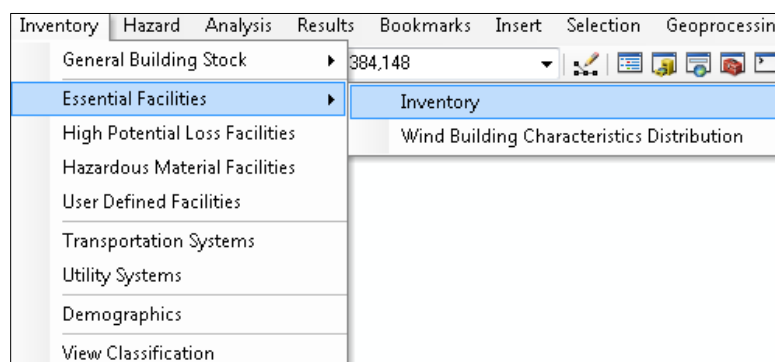 Inventory Hazard Analysis Results Bookmarks Insert Selection Geoprocessin
General Building Stock 384,148
Essential Facilities Inventory
High Potential Loss Facilities Wind Building Characteristics Distribution
Hazardous Material Facilities
User Defined Facilities
Transportation Systems
Utility Systems
Demographics
View Classification